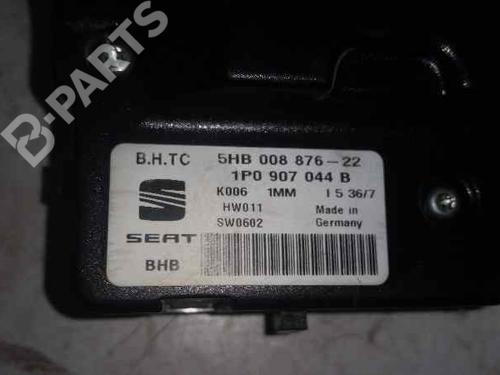 B-PARTS
B.H.TC 5HB 008 876-22
1P0 907 044 B
K006 1MM I 5 36/7
HW011 Made in
SW0602 Germany
SEAT
BHB